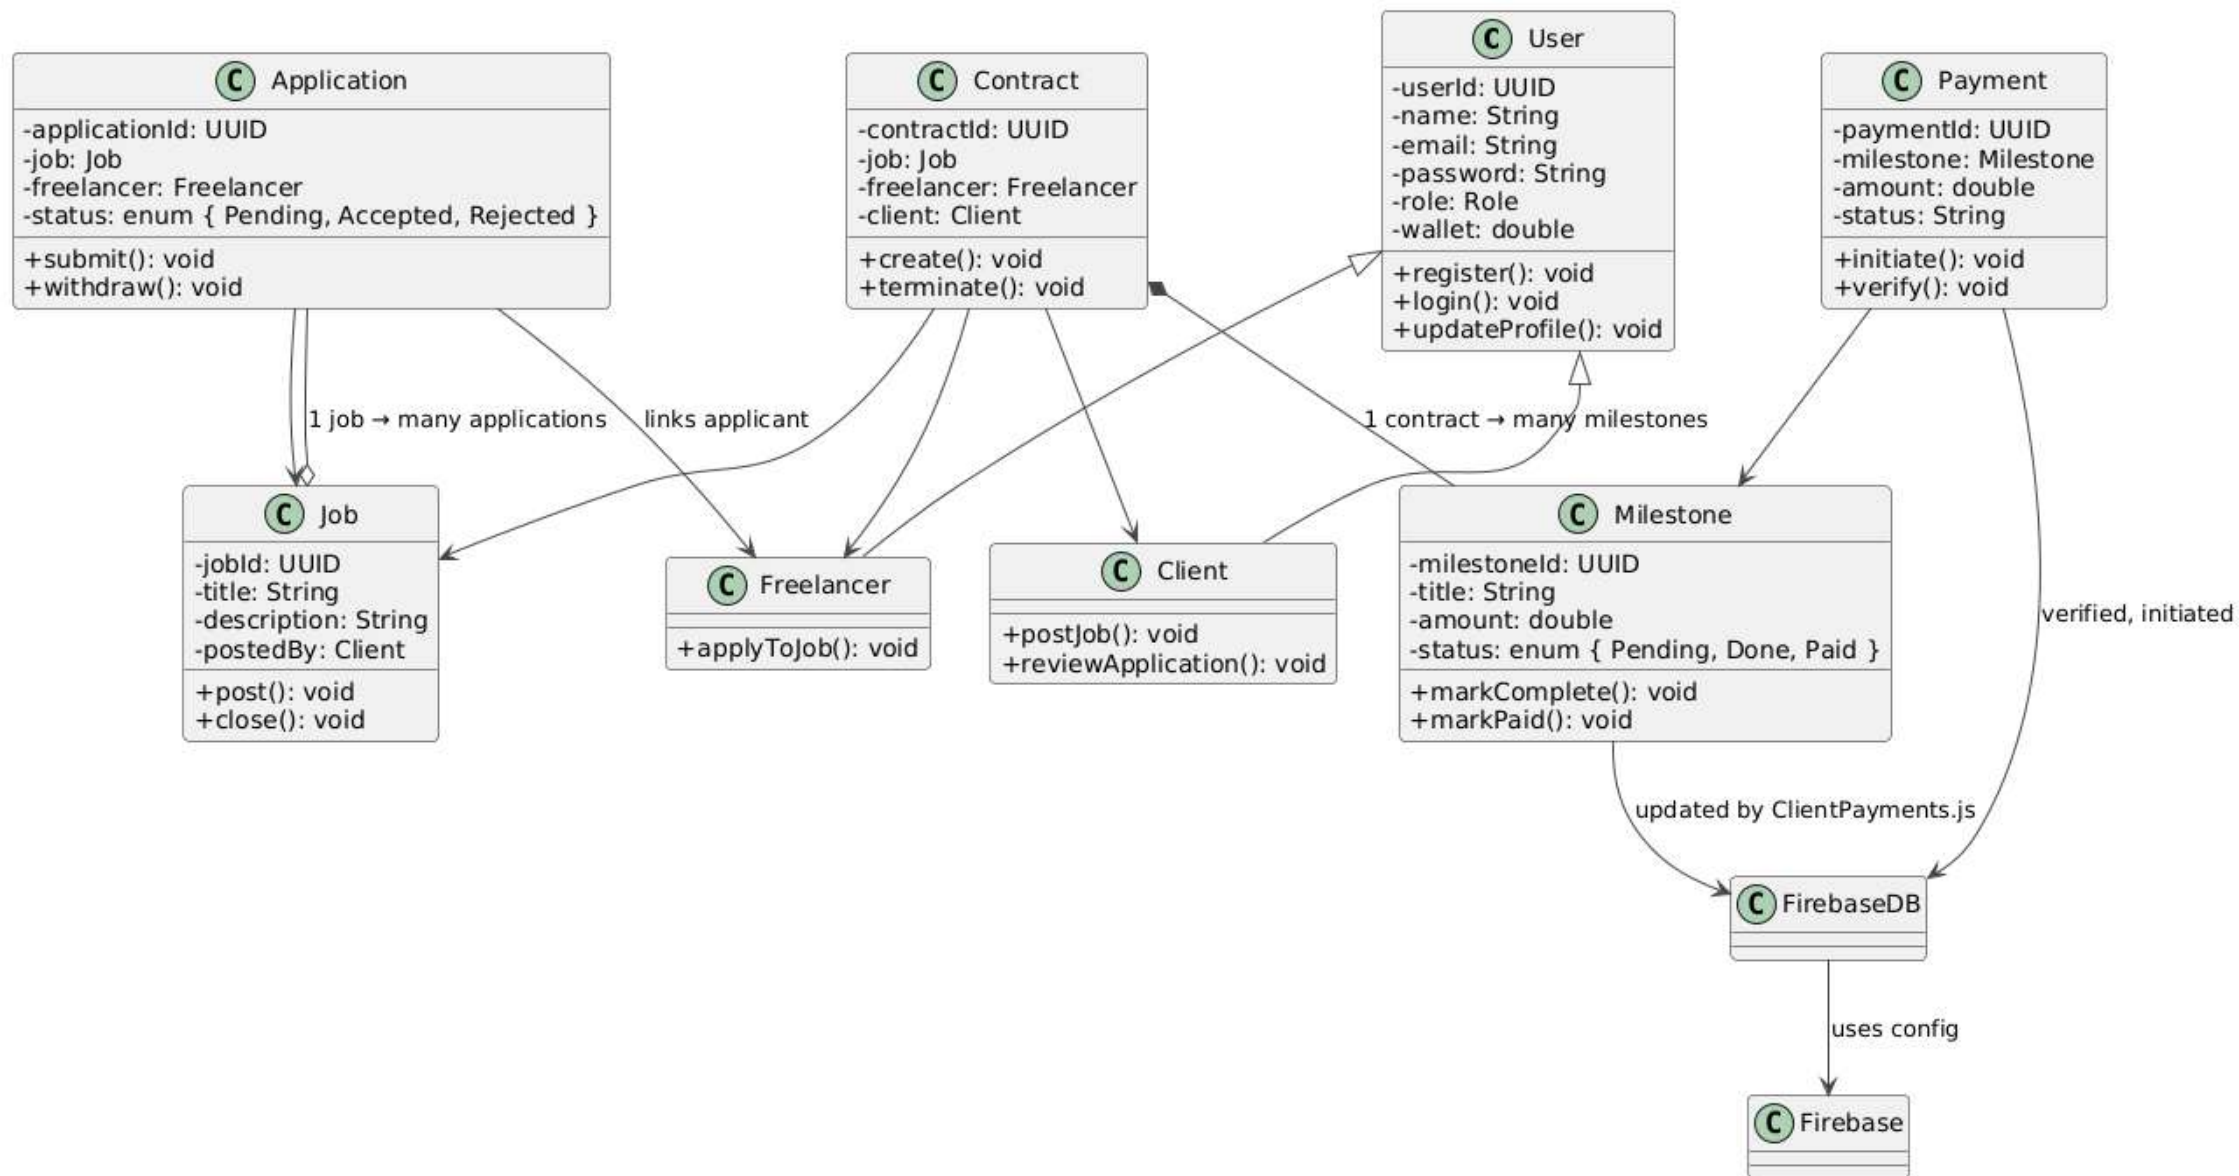 C Application
-applicationId: UUID
-job: Job
-freelancer: Freelancer
-status: enum { Pending, Accepted, Rejected }
+submit(): void
+withdraw(): void
C Contract
-contractId: UUID
-job: Job
-freelancer: Freelancer
-client: Client
+create(): void
+terminate(): void
C User
-userId: UUID
-name: String
-email: String
-password: String
-role: Role
-wallet: double
+register(): void
+login(): void
+updateProfile(): void
C Payment
-paymentId: UUID
-milestone: Milestone
-amount: double
-status: String
+initiate(): void
+verify(): void
1 job → many applications
links applicant
1 contract → many milestones
C Job
-jobId: UUID
-title: String
-description: String
-postedBy: Client
+post(): void
+close(): void
C Freelancer
+applyToJob(): void
C Client
+postJob(): void
+reviewApplication(): void
C Milestone
-milestoneId: UUID
-title: String
-amount: double
-status: enum { Pending, Done, Paid }
+markComplete(): void
+markPaid(): void
verified, initiated
updated by ClientPayments.js
C FirebaseDB
uses config
C Firebase